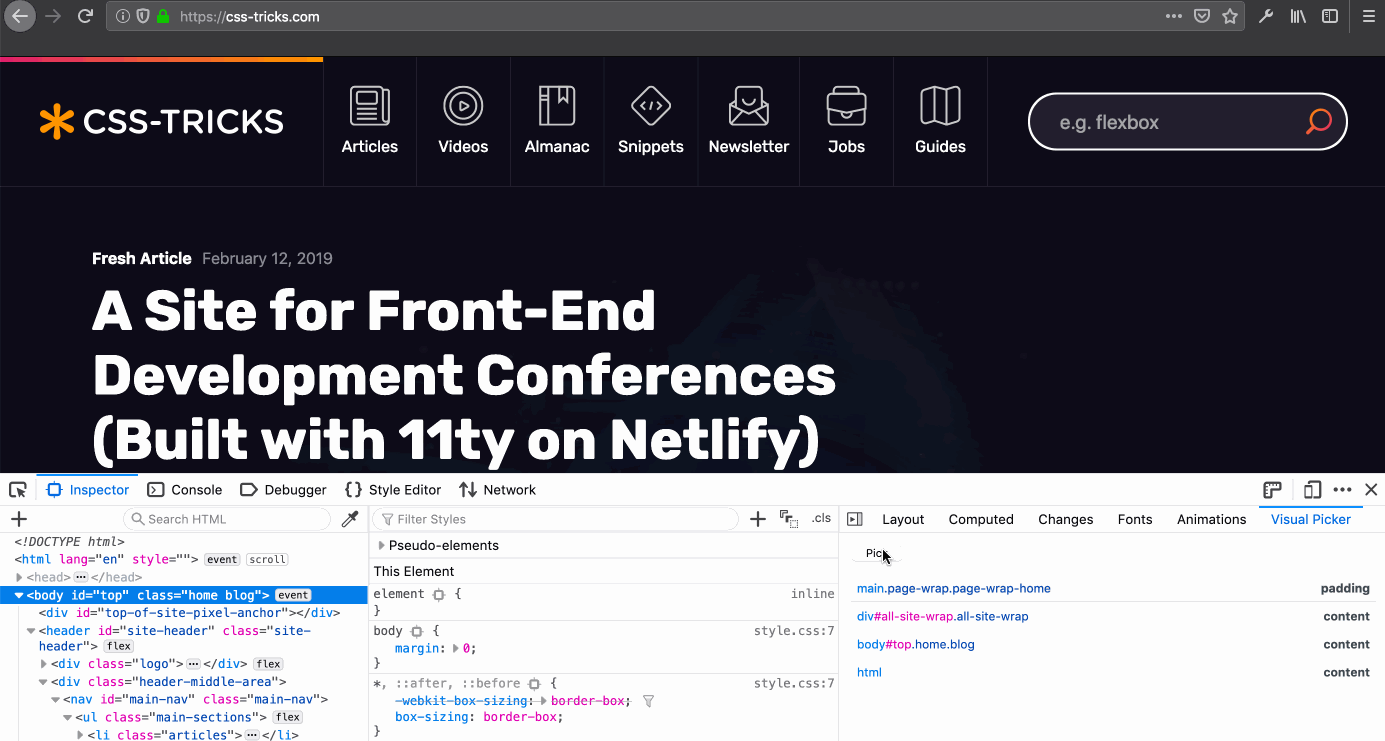 https://css-tricks.com
CSS-TRICKS
Articles
Videos
Almanac
Snippets
Newsletter
Jobs
Guides
e.g. flexbox
Fresh Article February 12, 2019
A Site for Front-End
Development Conferences
(Built with 11ty on Netlify)
Inspector
Console
Debugger
{} Style Editor
Network
+
Search HTML
<!DOCTYPE html>
<html lang="en" style=""> event scroll
<head> ⋯ </head>
<body id="top" class="home blog"> event
<div id="top-of-site-pixel-anchor"></div>
<header id="site-header" class="site-
header"> flex
<div class="logo"> ⋯ </div> flex
<div class="header-middle-area">
<nav id="main-nav" class="main-nav">
<ul class="main-sections"> flex
<li class="articles"> ⋯ </li>
Filter Styles
+
.cls
Pseudo-elements
This Element
element { inline
}
body { style.css:7
margin: 0;
}
*, ::after, ::before { style.css:7
-webkit-box-sizing: border-box;
box-sizing: border-box;
}
Layout
Computed
Changes
Fonts
Animations
Visual Picker
main.page-wrap.page-wrap-home padding
div#all-site-wrap.all-site-wrap content
body#top.home.blog content
html content